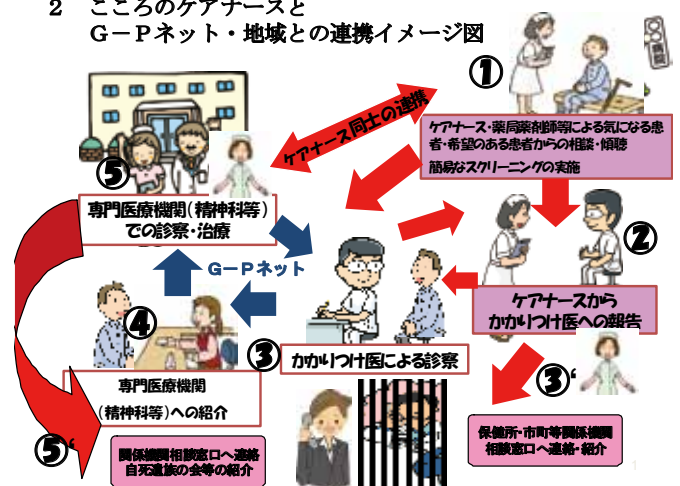 2 こころのケアナースと
G－Pネット・地域との連携イメージ図
①
○○病院
ケアナース同士の連携
ケアナース・薬局薬剤師等による気になる患
者・希望のある患者からの相談・傾聴
簡易なスクリーニングの実施
⑤
専門医療機関（精神科等）
での診察・治療
②
G－Pネット
ケアナースから
かかりつけ医への報告
④
③
かかりつけ医による診察
③‘
専門医療機関
（精神科等）への紹介
保健所・市町等関係機関
相談窓口へ連絡・紹介
⑤‘
関係機関相談窓口へ連絡
自死遺族の会等の紹介
1